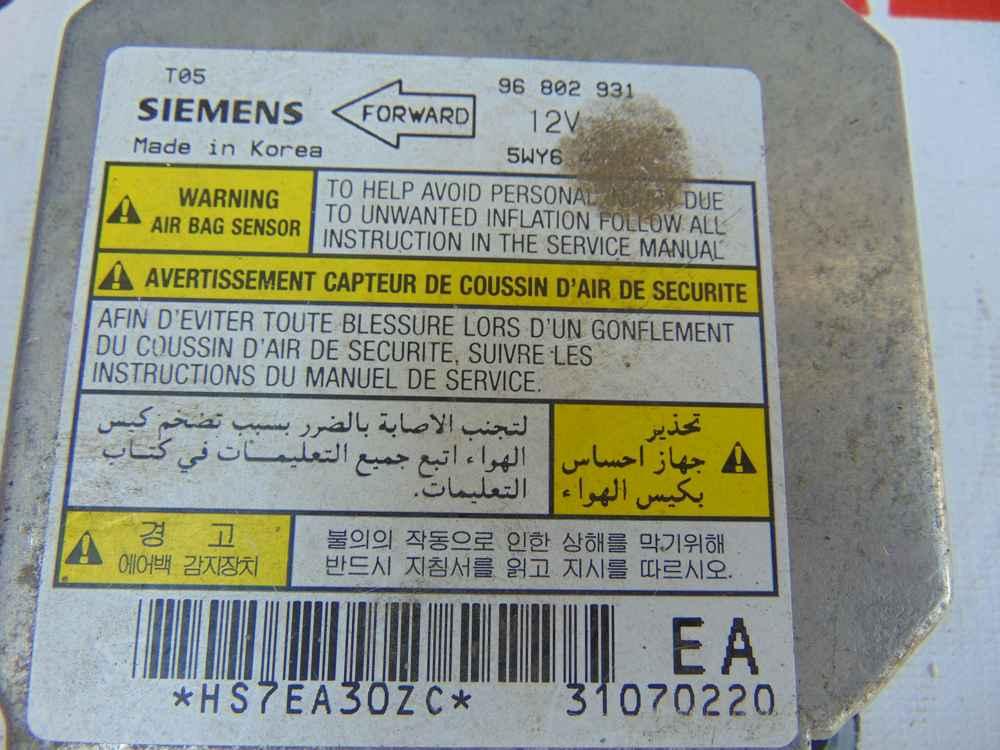 T05
SIEMENS
Made in Korea
FORWARD
96 802 931
12V
5WY6
WARNING
AIR BAG SENSOR
TO HELP AVOID PERSONAL DUE
TO UNWANTED INFLATION FOLLOW ALL
INSTRUCTION IN THE SERVICE MANUAL
AVERTISSEMENT CAPTEUR DE COUSSIN D'AIR DE SECURITE
AFIN D'EVITER TOUTE BLESSURE LORS D'UN GONFLEMENT
DU COUSSIN D'AIR DE SECURITE, SUIVRE LES
INSTRUCTIONS DU MANUEL DE SERVICE.
تحذير
جهاز احساس
بكيس الهواء
لتجنب الاصابة بالضرر بسبب تضخم كيس
الهواء اتبع جميع التعليمـــات في كتـــاب
التعليمات.
경 고
에어백 감지장치
불의의 작동으로 인한 상해를 막기위해
반드시 지침서를 읽고 지시를 따르시오.
EA
*HS7EA30ZC*
31070220